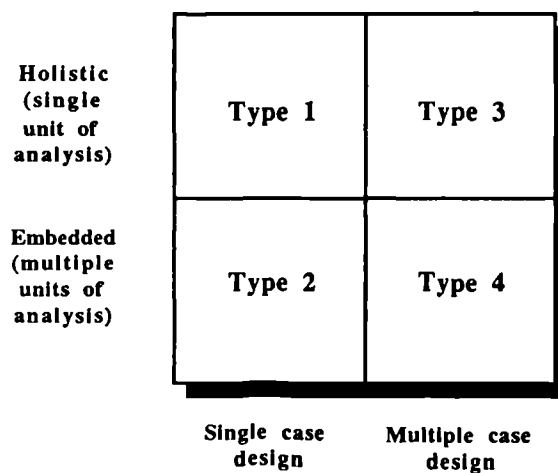 Holistic
(single
unit of
analysis)
Type 1
Type 3
Embedded
(multiple
units of
analysis)
Type 2
Type 4
Single case
design
Multiple case
design